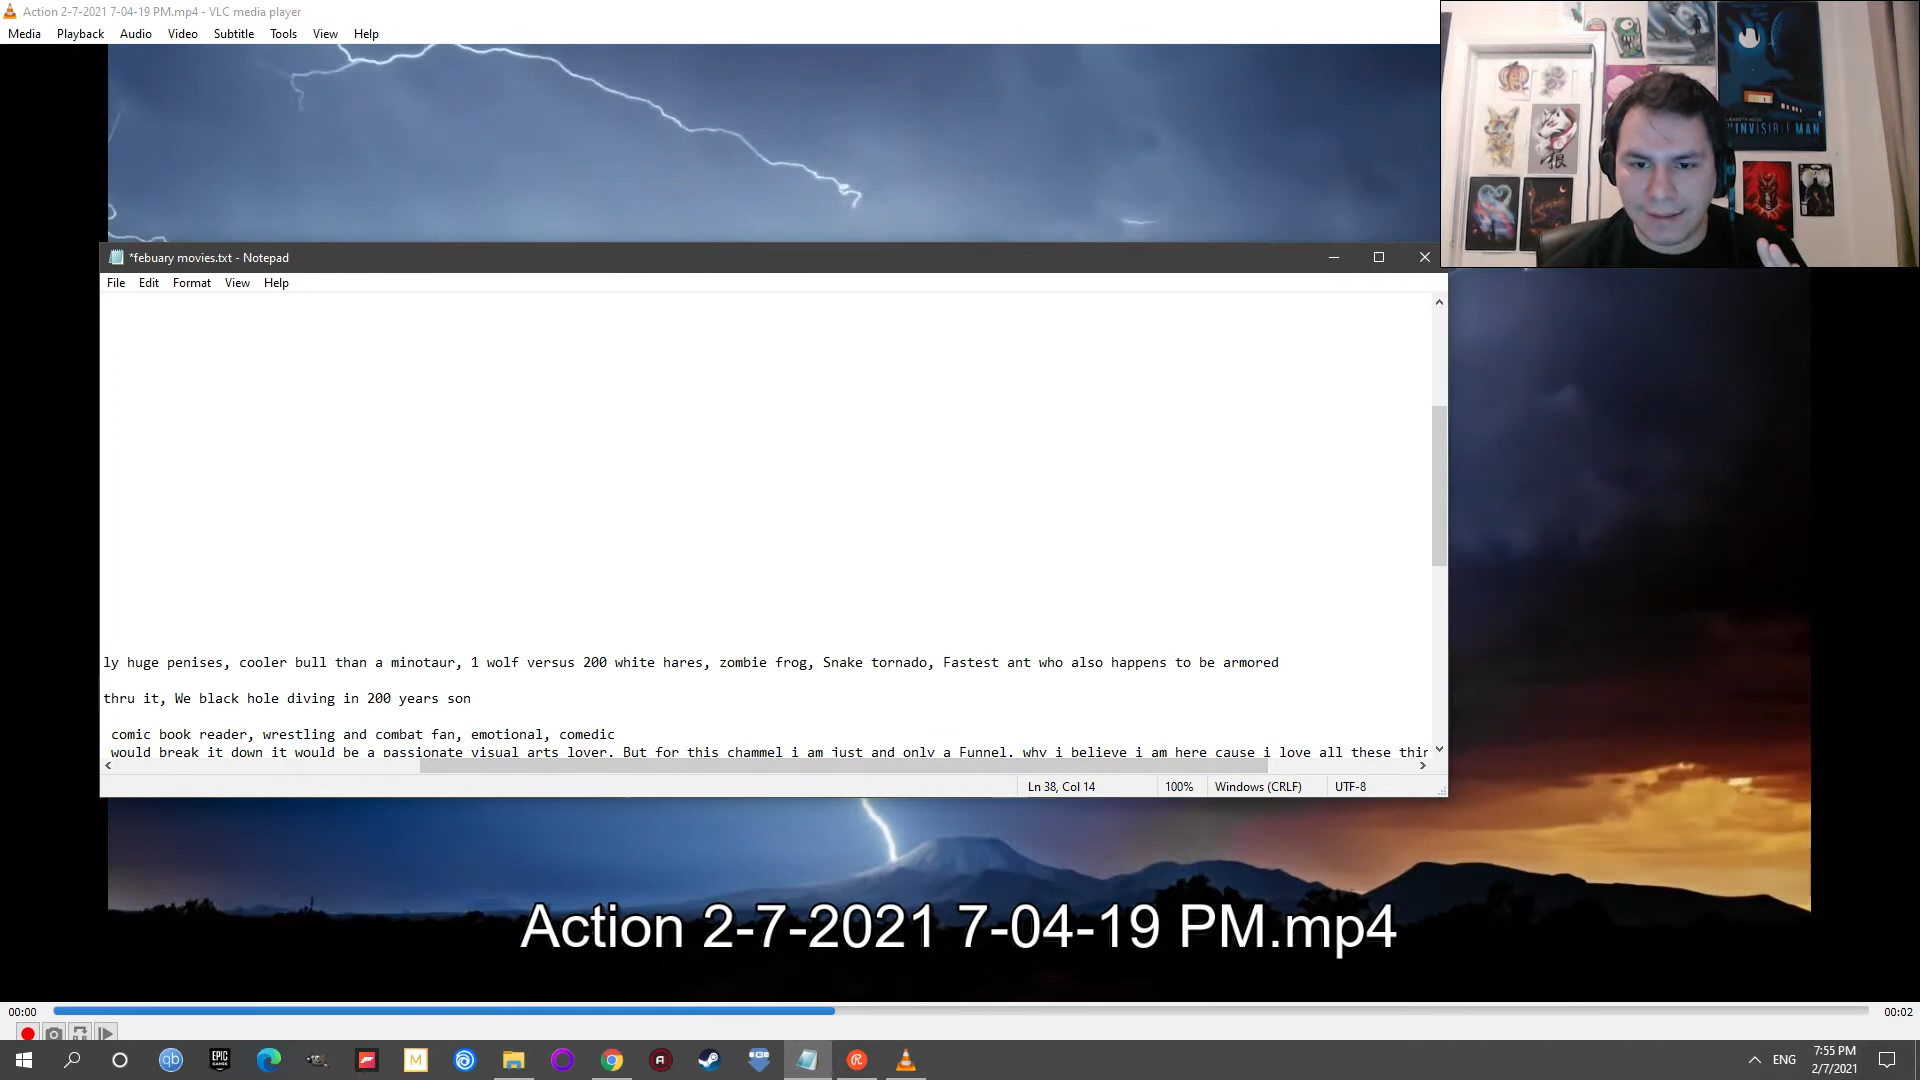 Action 2-7-2021 7-04-19 PM.mp4 - VLC media player
Media Playback Audio Video Subtitle Tools View Help
INVISIBLE MAN
*febuary movies.txt - Notepad
File Edit Format View Help
ly huge penises, cooler bull than a minotaur, 1 wolf versus 200 white hares, zombie frog, Snake tornado, Fastest ant who also happens to be armored
thru it, We black hole diving in 200 years son
comic book reader, wrestling and combat fan, emotional, comedic
would break it down it would be a passionate visual arts lover. But for this chammel i am just and only a Funnel. why i believe i am here cause i love all these thin
Ln 38, Col 14 100% Windows (CRLF) UTF-8
Action 2-7-2021 7-04-19 PM.mp4
00:00 00:02
qb EPIC GAMES M
ENG
7:55 PM
2/7/2021